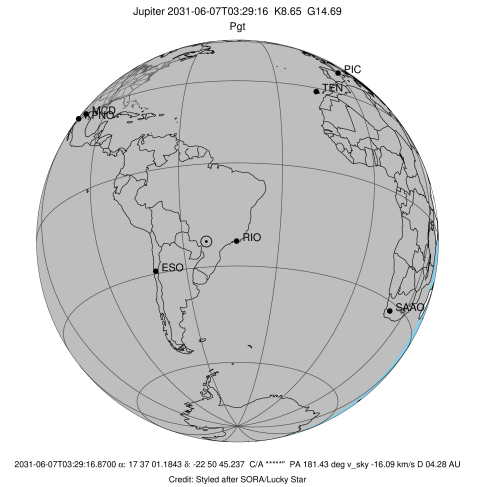 Jupiter 2031-06-07T03:29:16 K8.65 G14.69
Pgt
PIC
TEN
MCD
KPNO
RIO
ESO
SAAO
2031-06-07T03:29:16.8700 α: 17 37 01.1843 δ: -22 50 45.237 C/A *****" PA 181.43 deg v_sky -16.09 km/s D 04.28 AU
Credit: Styled after SORA/Lucky Star